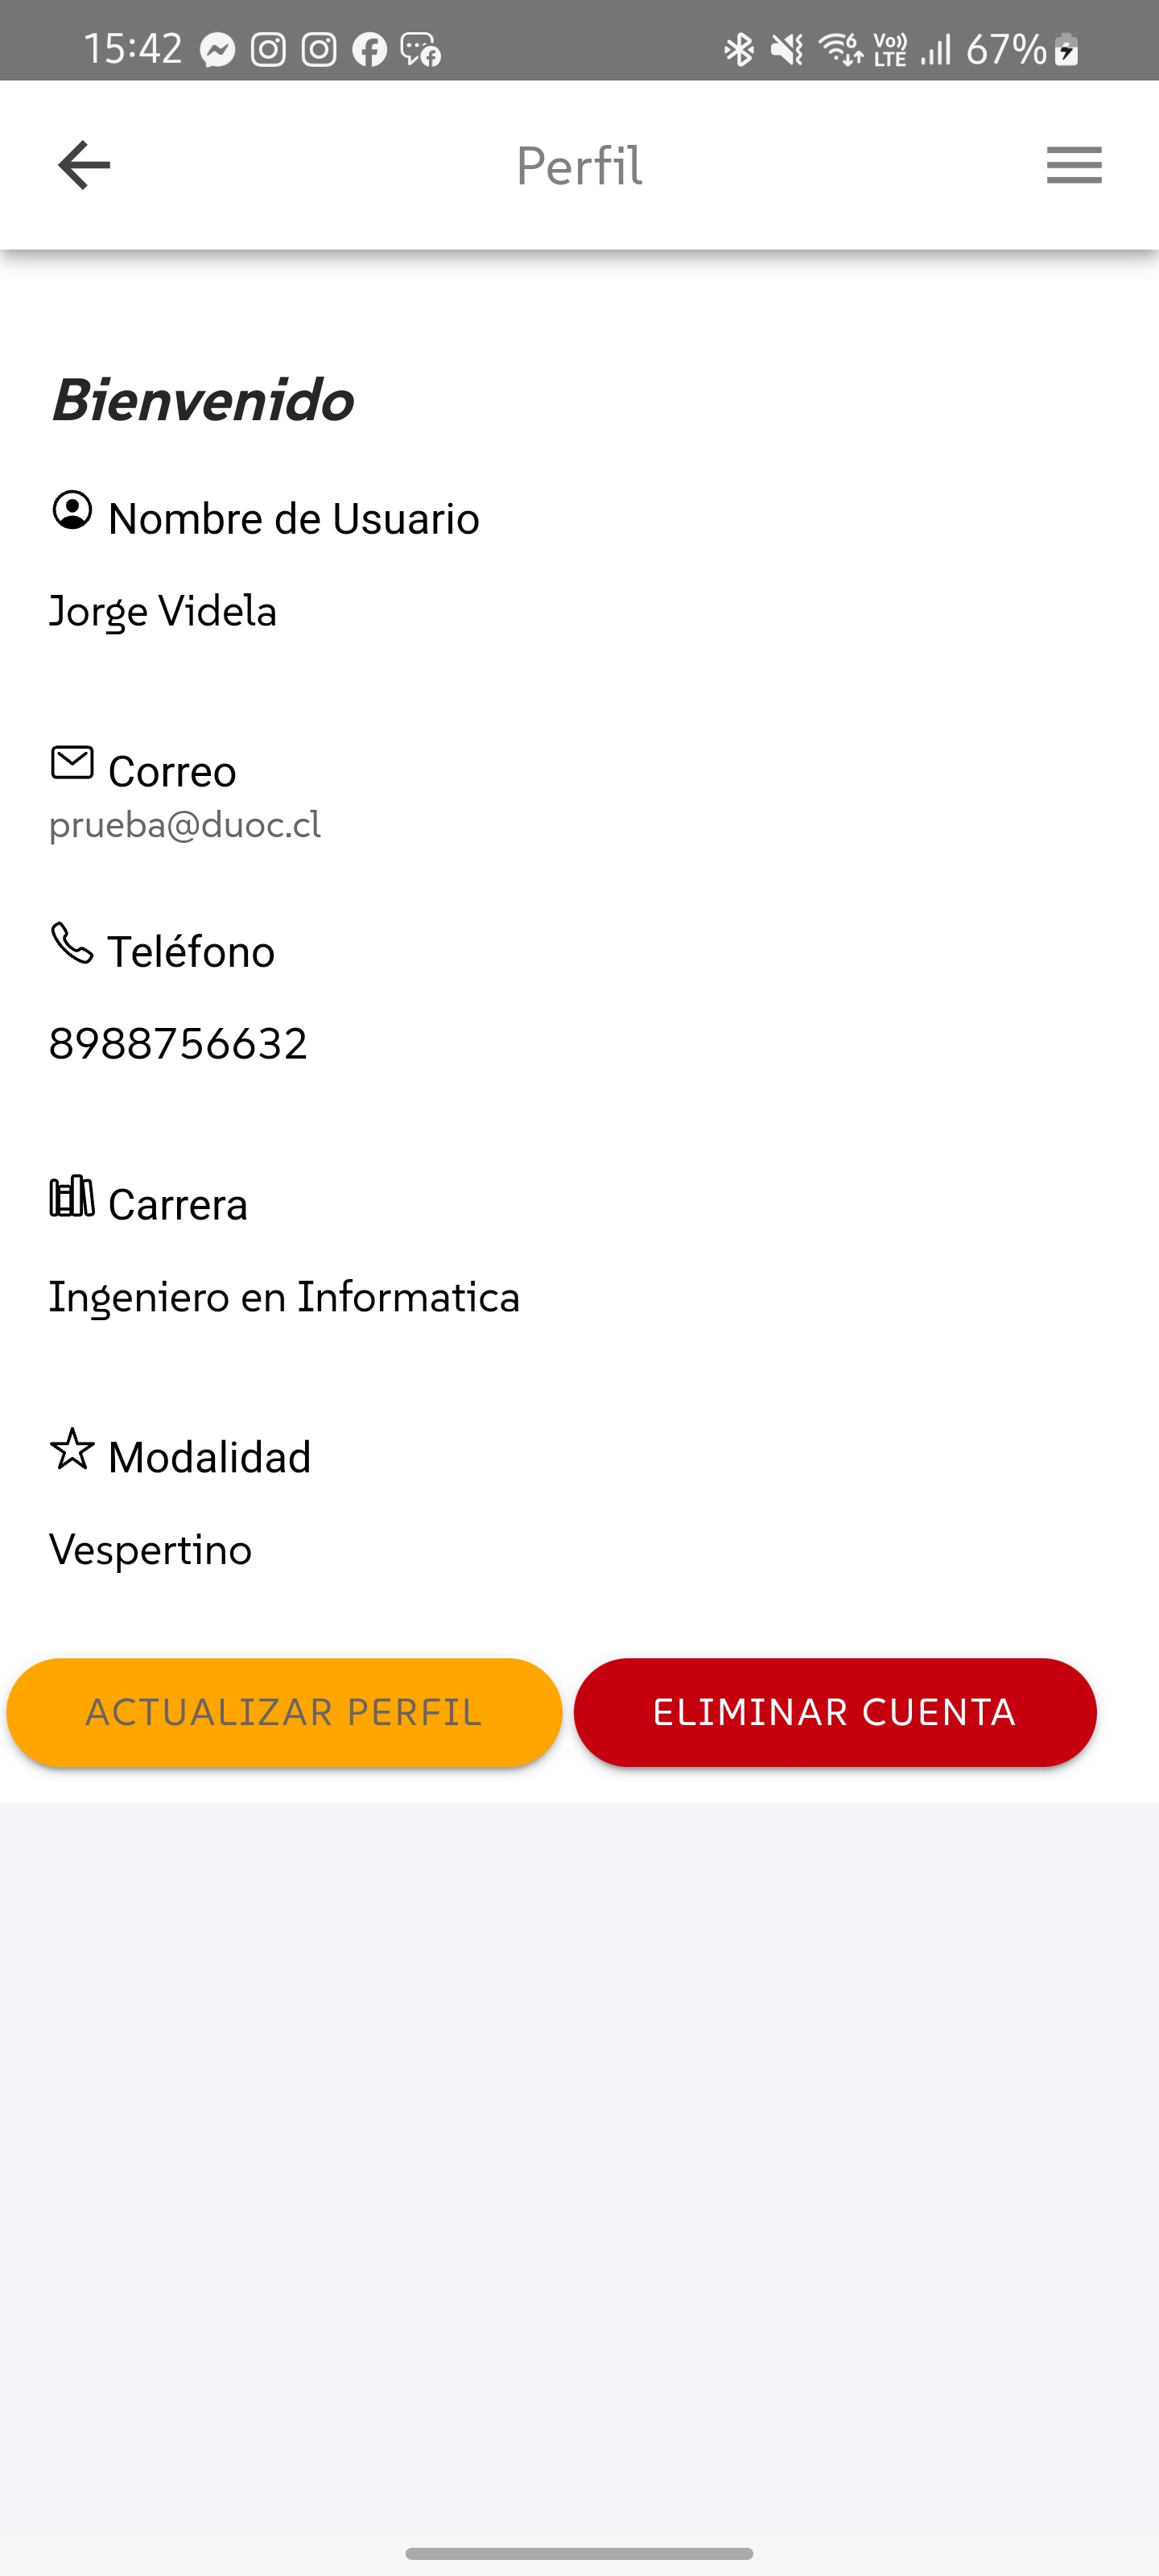 15:42
6 Vo)) LTE 67%
Perfil
Bienvenido
Nombre de Usuario
Jorge Videla
Correo
prueba@duoc.cl
Teléfono
8988756632
Carrera
Ingeniero en Informatica
Modalidad
Vespertino
ACTUALIZAR PERFIL ELIMINAR CUENTA